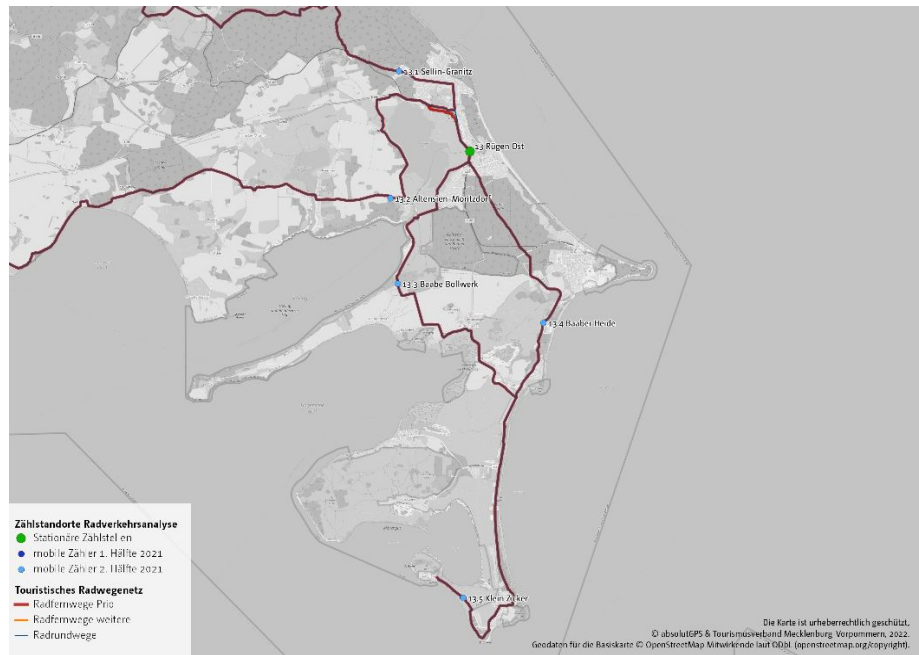 13.1 Sellin-Granitz
13 Rügen Ost
13.2 Altensien-Moritzdorf
13.3 Baabe Bollwerk
13.4 Baaber Heide
13.5 Klein Zicker
Zählstandorte Radverkehrsanalyse
Stationäre Zählstellen
mobile Zähler 1. Hälfte 2021
mobile Zähler 2. Hälfte 2021
Touristisches Radwegenetz
Radfernwege Prio
Radfernwege weitere
Radrundwege
Die Karte ist urheberrechtlich geschützt,
© absolutGPS & Tourismusverband Mecklenburg Vorpommern, 2022.
Geodaten für die Basiskarte © OpenStreetMap Mitwirkende laut ODbL (openstreetmap.org/copyright).